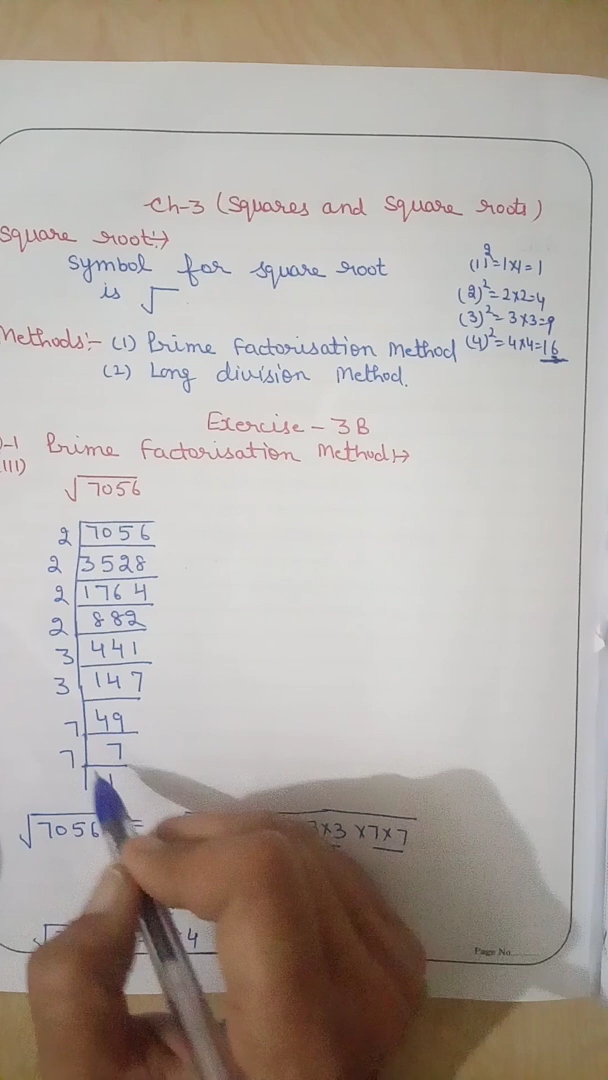 Ch-3 (Squares and Square roots)
Square root:→
Symbol for square root
is √
(1)²=1×1=1
(2)²=2×2=4
(3)²=3×3=9
(4)²=4×4=16
Methods:- (1) Prime Factorisation Method
(2) Long division Method.
Exercise-3B
-1 Prime Factorisation Method:→
(III)
√7056
2 | 7056
2 | 3528
2 | 1764
2 | 882
3 | 441
3 | 147
7 | 49
7 | 7
1
√7056 = 3×3×7×7
4
Page No.